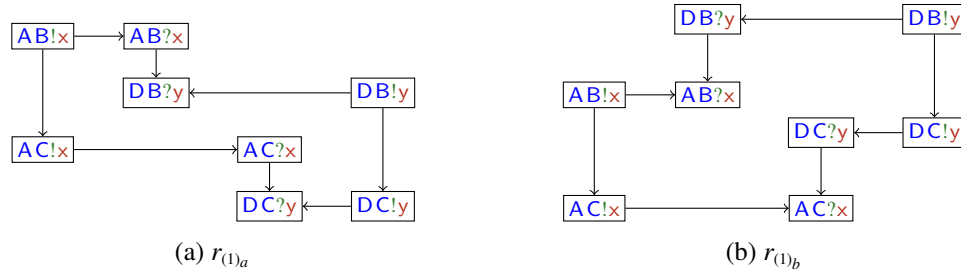 AB!x AB?x
DB?y DB!y
AC!x AC?x
DC?y DC!y
(a) r(1)a
DB?y DB!y
AB!x AB?x
DC?y DC!y
AC!x AC?x
(b) r(1)b